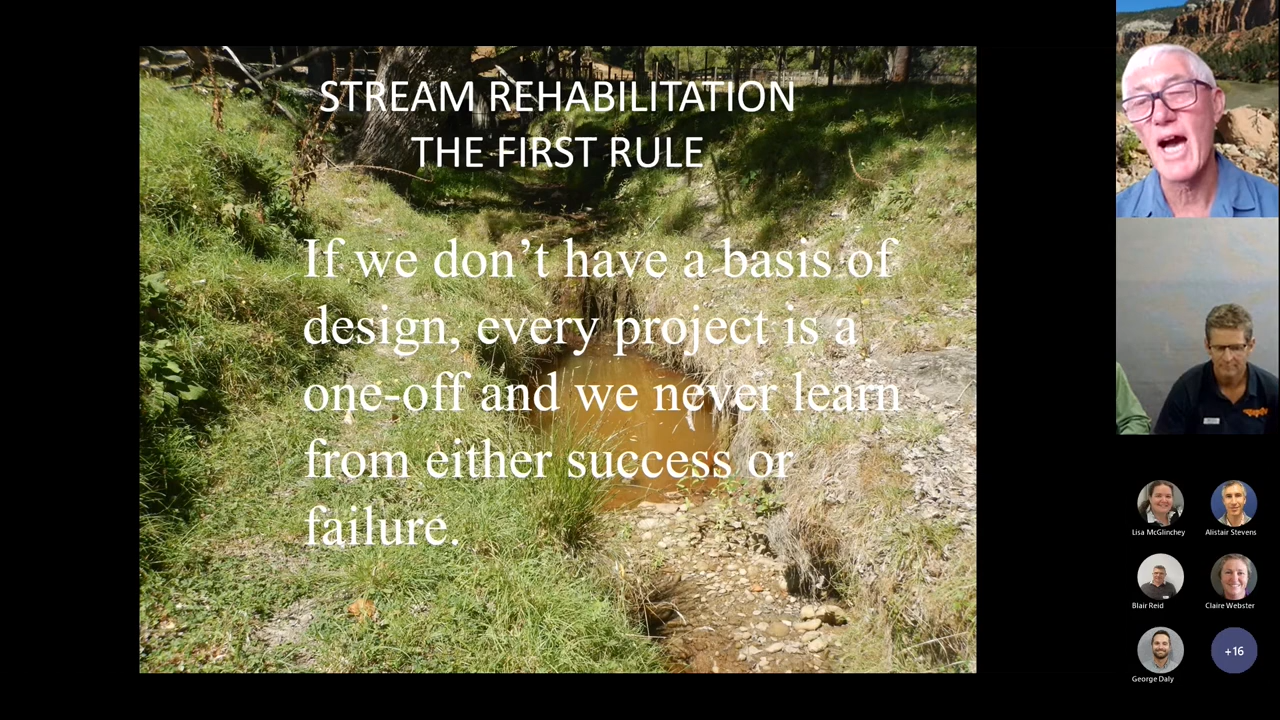 STREAM REHABILITATION
THE FIRST RULE
If we don’t have a basis of
design, every project is a
one-off and we never learn
from either success or
failure.
Lisa McGlinchey
Alistair Stevens
Blair Reid
Claire Webster
George Daly
+16